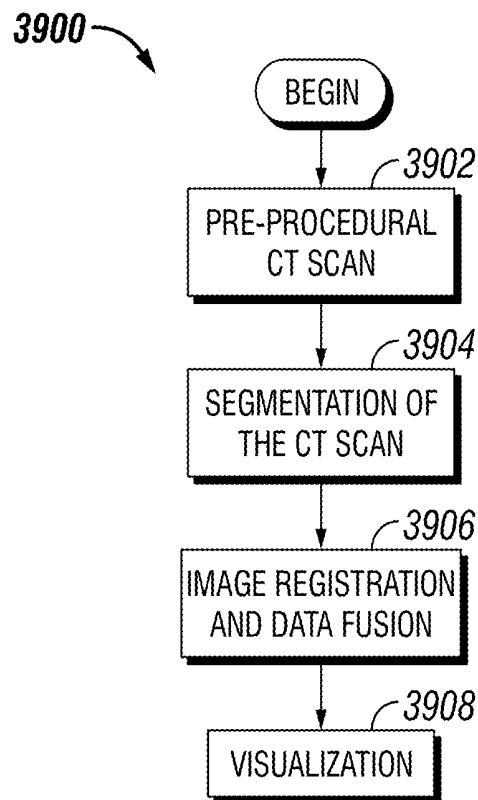 3900
BEGIN
3902
PRE-PROCEDURAL
CT SCAN
3904
SEGMENTATION OF
THE CT SCAN
3906
IMAGE REGISTRATION
AND DATA FUSION
3908
VISUALIZATION